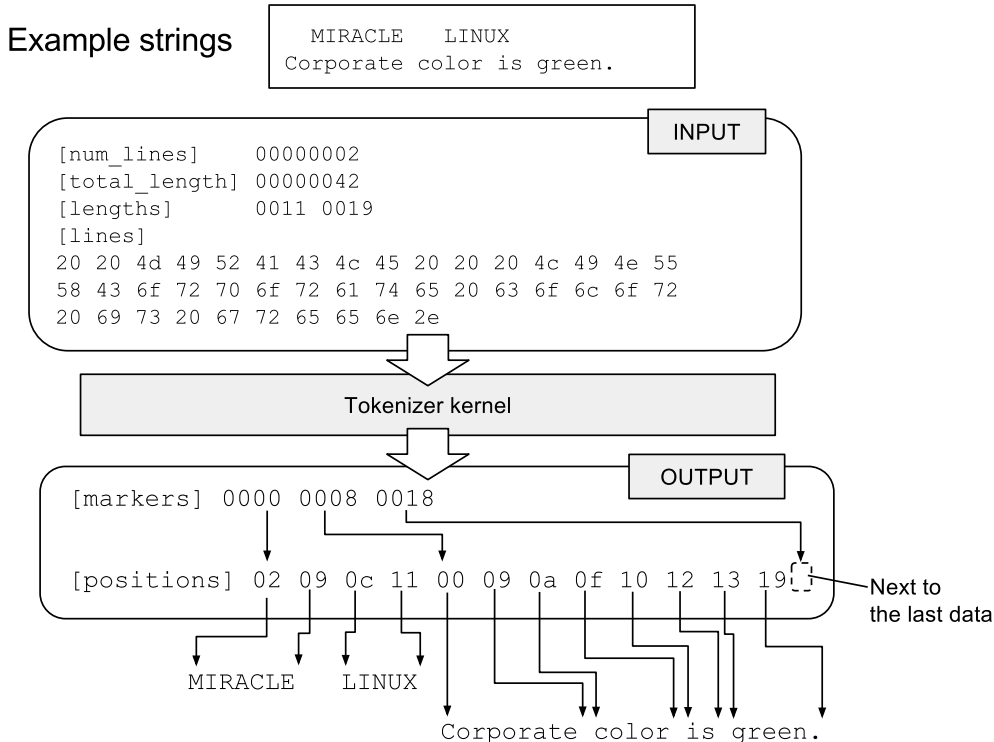 Example strings
MIRACLE LINUX
Corporate color is green.
INPUT
[num_lines] 00000002
[total_length] 00000042
[lengths] 0011 0019
[lines]
20 20 4d 49 52 41 43 4c 45 20 20 20 4c 49 4e 55
58 43 6f 72 70 6f 72 61 74 65 20 63 6f 6c 6f 72
20 69 73 20 67 72 65 65 6e 2e
Tokenizer kernel
OUTPUT
[markers] 0000 0008 0018
[positions] 02 09 0c 11 00 09 0a 0f 10 12 13 19
Next to
the last data
MIRACLE LINUX
Corporate color is green.